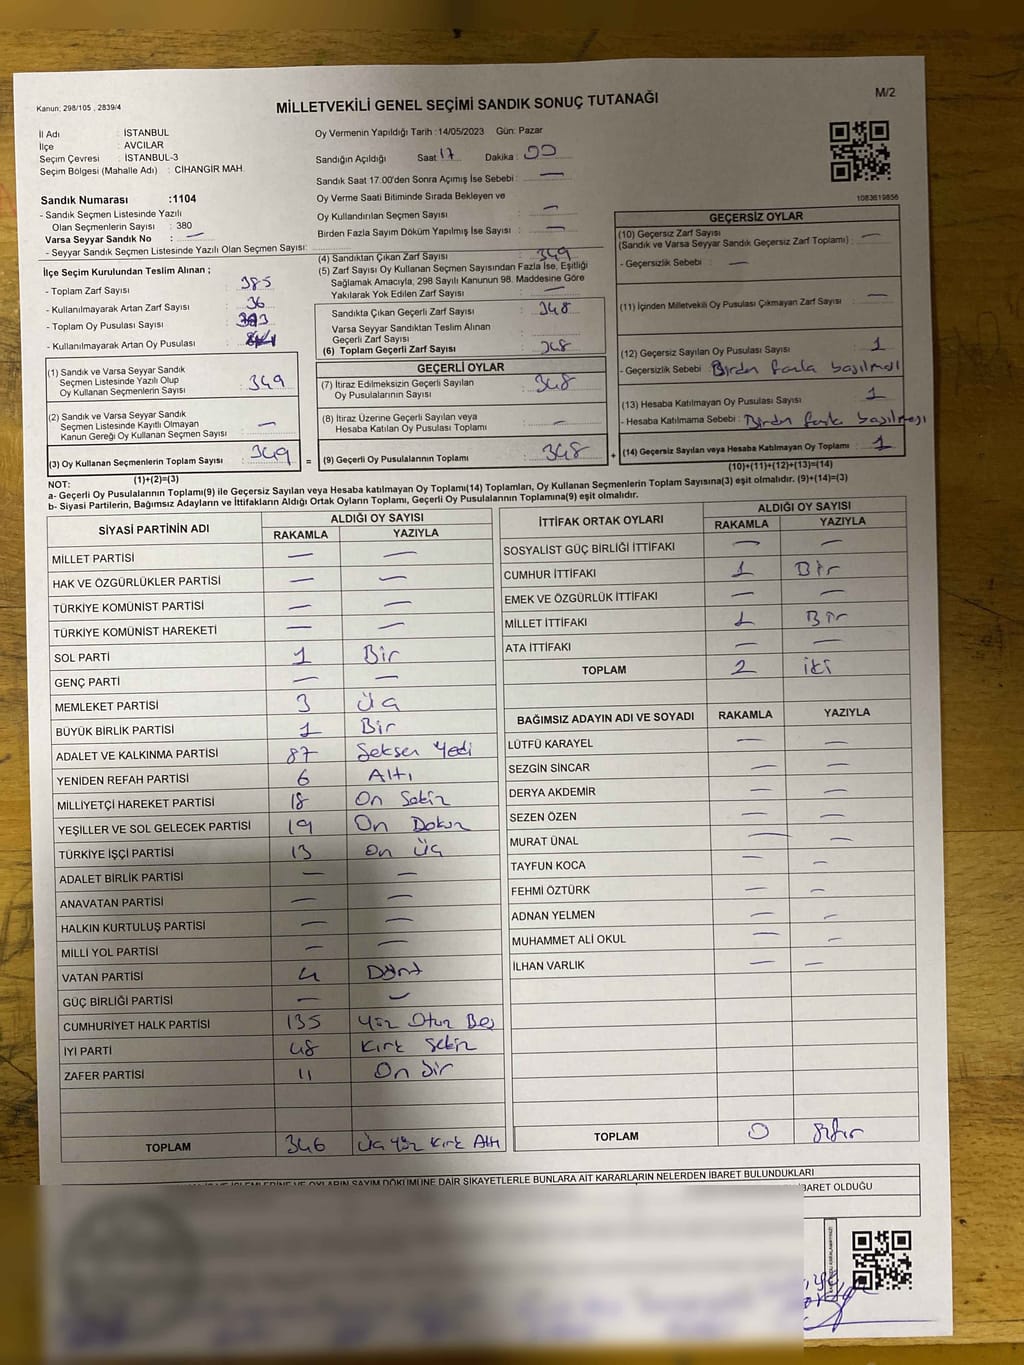 Kanun; 298/105 , 2839/4
MİLLETVEKİLİ GENEL SEÇİMİ SANDIK SONUÇ TUTANAĞI
M/2
İl Adı : İSTANBUL
İlçe : AVCILAR
Seçim Çevresi : İSTANBUL-3
Seçim Bölgesi (Mahalle Adı) : CİHANGİR MAH.
Oy Vermenin Yapıldığı Tarih : 14/05/2023 Gün: Pazar
Sandığın Açıldığı Saat 17 Dakika : 00
Sandık Saat 17.00'den Sonra Açımış İse Sebebi : —
Oy Verme Saati Bitiminde Sırada Bekleyen ve
Oy Kullandırılan Seçmen Sayısı —
Birden Fazla Sayım Döküm Yapılmış İse Sayısı : —
1083619856
Sandık Numarası :1104
- Sandık Seçmen Listesinde Yazılı
Olan Seçmenlerin Sayısı : 380
Varsa Seyyar Sandık No : —
- Seyyar Sandık Seçmen Listesinde Yazılı Olan Seçmen Sayısı:
İlçe Seçim Kurulundan Teslim Alınan ;
- Toplam Zarf Sayısı : 385
- Kullanılmayarak Artan Zarf Sayısı : 36
- Toplam Oy Pusulası Sayısı :
- Kullanılmayarak Artan Oy Pusulası :
(4) Sandıktan Çıkan Zarf Sayısı : 349
(5) Zarf Sayısı Oy Kullanan Seçmen Sayısından Fazla İse, Eşitliği
Sağlamak Amacıyla, 298 Sayılı Kanunun 98. Maddesine Göre
Yakılarak Yok Edilen Zarf Sayısı : —
Sandıkta Çıkan Geçerli Zarf Sayısı : 348
Varsa Seyyar Sandıktan Teslim Alınan
Geçerli Zarf Sayısı :
(6) Toplam Geçerli Zarf Sayısı : 348
GEÇERSİZ OYLAR
(10) Geçersiz Zarf Sayısı : —
(Sandık ve Varsa Seyyar Sandık Geçersiz Zarf Toplamı)
- Geçersizlik Sebebi : —
(11) İçinden Milletvekili Oy Pusulası Çıkmayan Zarf Sayısı : —
(12) Geçersiz Sayılan Oy Pusulası Sayısı : 1
- Geçersizlik Sebebi : Birden fazla basılması
(13) Hesaba Katılmayan Oy Pusulası Sayısı : 1
- Hesaba Katılmama Sebebi : Birden fazla basılması
(14) Geçersiz Sayılan veya Hesaba Katılmayan Oy Toplamı : 1
(10)+(11)+(12)+(13)=(14)
(1) Sandık ve Varsa Seyyar Sandık
Seçmen Listesinde Yazılı Olup
Oy Kullanan Seçmenlerin Sayısı : 349
(2) Sandık ve Varsa Seyyar Sandık
Seçmen Listesinde Kayıtlı Olmayan
Kanun Gereği Oy Kullanan Seçmen Sayısı : —
(3) Oy Kullanan Seçmenlerin Toplam Sayısı : 349
(1)+(2)=(3)
GEÇERLİ OYLAR
(7) İtiraz Edilmeksizin Geçerli Sayılan
Oy Pusulasının Sayısı : 348
(8) İtiraz Üzerine Geçerli Sayılan veya
Hesaba Katılan Oy Pusulası Toplamı : —
= (9) Geçerli Oy Pusulalarının Toplamı : 348 +
NOT:
a- Geçerli Oy Pusulalarının Toplamı(9) ile Geçersiz Sayılan veya Hesaba katılmayan Oy Toplamı(14) Toplamları, Oy Kullanan Seçmenlerin Toplam Sayısına(3) eşit olmalıdır. (9)+(14)=(3)
b- Siyasi Partilerin, Bağımsız Adayların ve İttifakların Aldığı Ortak Oyların Toplamı, Geçerli Oy Pusulalarının Toplamına(9) eşit olmalıdır.
SİYASİ PARTİNİN ADI ALDIĞI OY SAYISI
RAKAMLA YAZIYLA
MİLLET PARTİSİ — —
HAK VE ÖZGÜRLÜKLER PARTİSİ — —
TÜRKİYE KOMÜNİST PARTİSİ — —
TÜRKİYE KOMÜNİST HAREKETİ — —
SOL PARTİ 1 Bir
GENÇ PARTİ — —
MEMLEKET PARTİSİ 3 Üç
BÜYÜK BİRLİK PARTİSİ 1 Bir
ADALET VE KALKINMA PARTİSİ 87 Seksen Yedi
YENİDEN REFAH PARTİSİ 6 Altı
MİLLİYETÇİ HAREKET PARTİSİ 18 On Sekiz
YEŞİLLER VE SOL GELECEK PARTİSİ 19 On Dokuz
TÜRKİYE İŞÇİ PARTİSİ 13 On Üç
ADALET BİRLİK PARTİSİ — —
ANAVATAN PARTİSİ — —
HALKIN KURTULUŞ PARTİSİ — —
MİLLİ YOL PARTİSİ — —
VATAN PARTİSİ 4 Dört
GÜÇ BİRLİĞİ PARTİSİ — —
CUMHURİYET HALK PARTİSİ 135 Yüz Otuz Beş
İYİ PARTİ 48 Kırk Sekiz
ZAFER PARTİSİ 11 On bir
TOPLAM 346 Üç Yüz Kırk Altı
İTTİFAK ORTAK OYLARI ALDIĞI OY SAYISI
RAKAMLA YAZIYLA
SOSYALİST GÜÇ BİRLİĞİ İTTİFAKI — —
CUMHUR İTTİFAKI 1 Bir
EMEK VE ÖZGÜRLÜK İTTİFAKI — —
MİLLET İTTİFAKI 1 Bir
ATA İTTİFAKI — —
TOPLAM 2 iki
BAĞIMSIZ ADAYIN ADI VE SOYADI RAKAMLA YAZIYLA
LÜTFÜ KARAYEL — —
SEZGİN SİNCAR — —
DERYA AKDEMİR — —
SEZEN ÖZEN — —
MURAT ÜNAL — —
TAYFUN KOCA — —
FEHMİ ÖZTÜRK — —
ADNAN YELMEN — —
MUHAMMET ALİ OKUL — —
İLHAN VARLIK — —
TOPLAM 0 Sıfır
OYLARIN SAYIM DÖKÜMÜNE DAİR ŞİKAYETLERLE BUNLARA AİT KARARLARIN NELERDEN İBARET BULUNDUKLARI
İBARET OLDUĞU